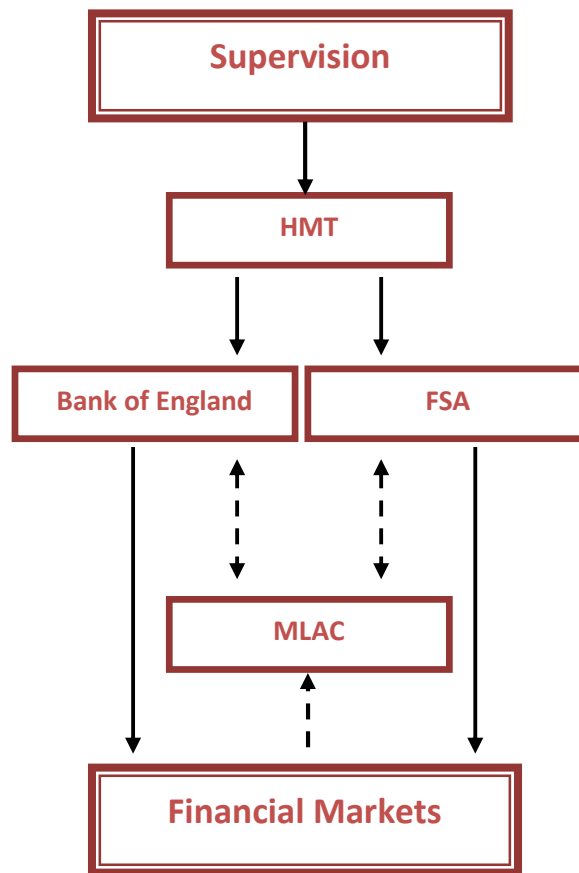 Supervision
HMT
Bank of England
FSA
MLAC
Financial Markets